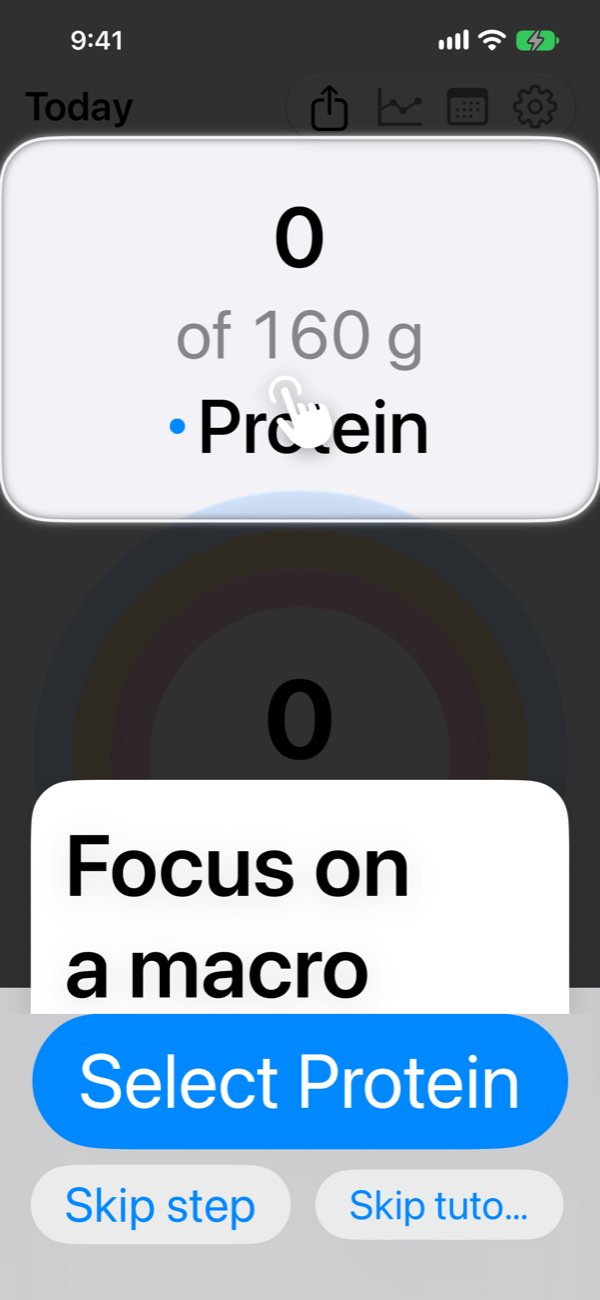 9:41
Today
0
of 160 g
Protein
0
Focus on
a macro
Select Protein
Skip step
Skip tuto...